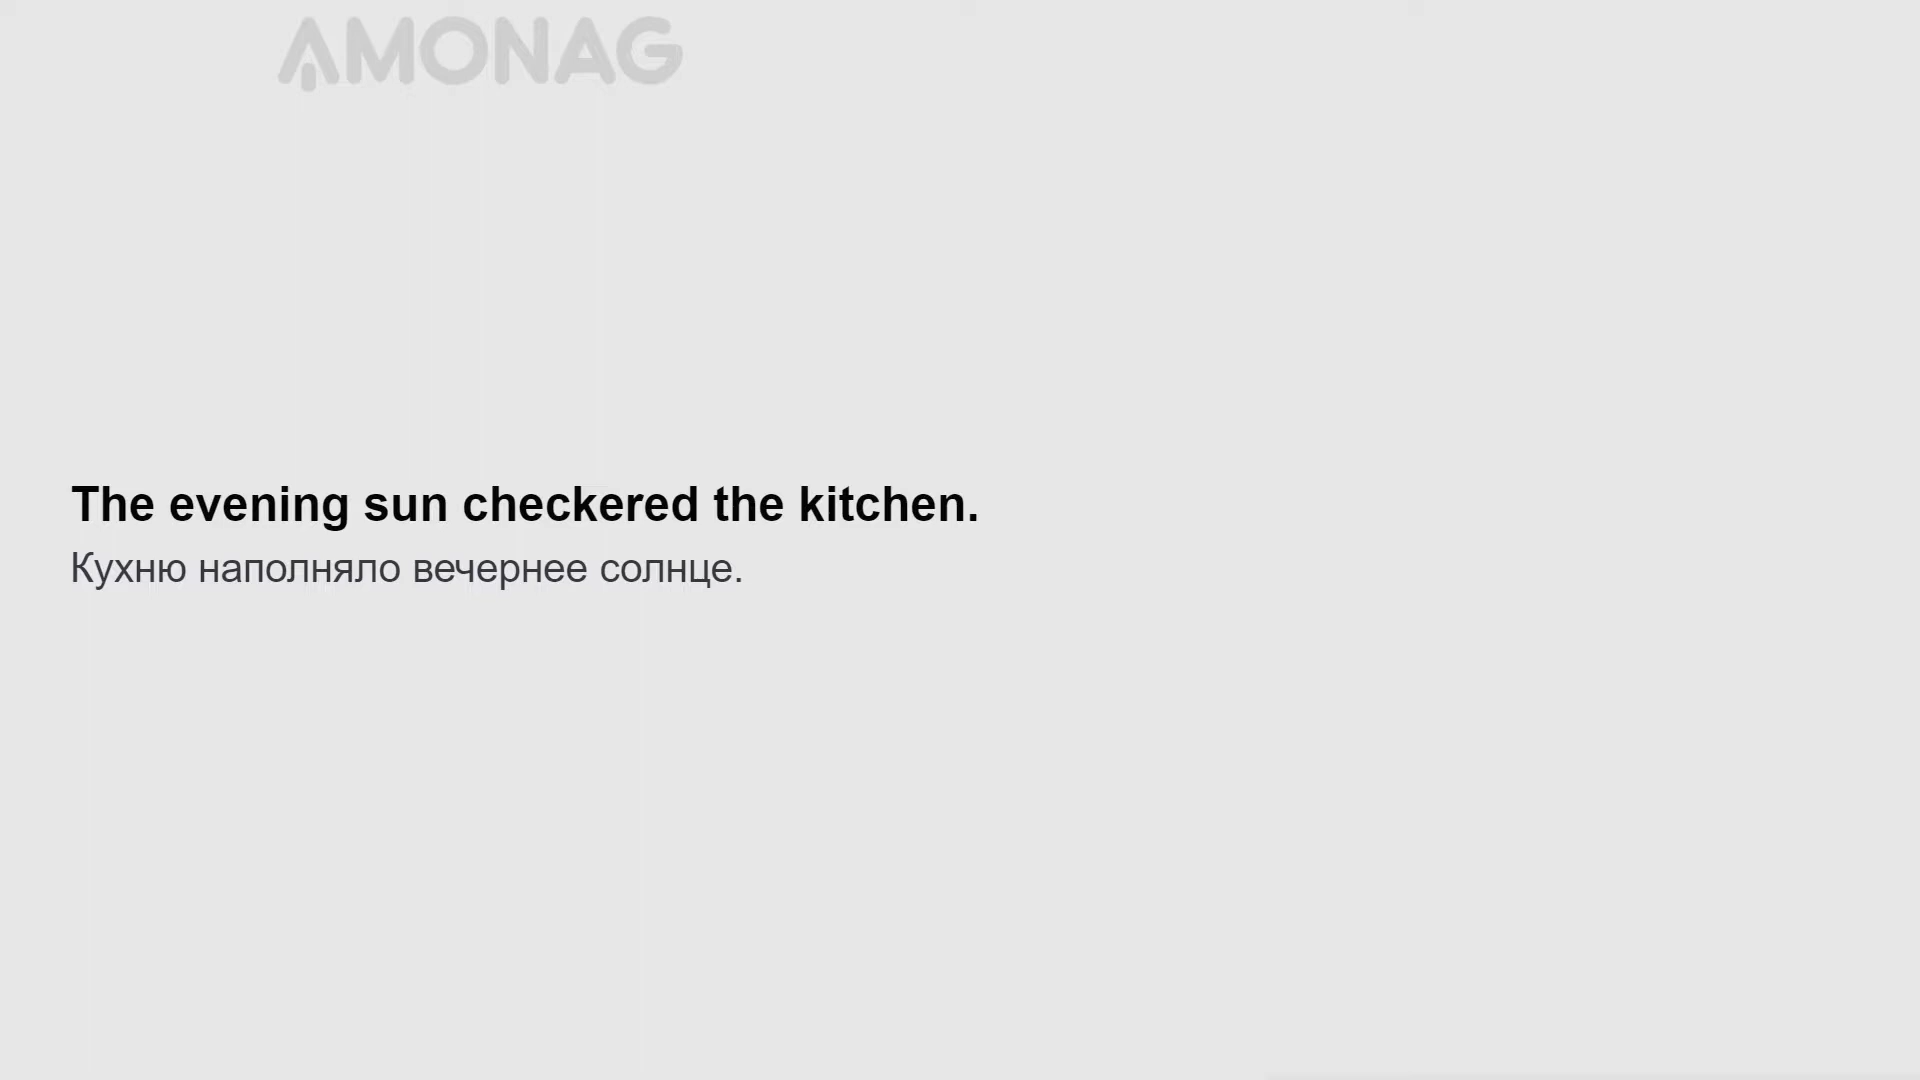 AMONAG
The evening sun checkered the kitchen.
Кухню наполняло вечернее солнце.